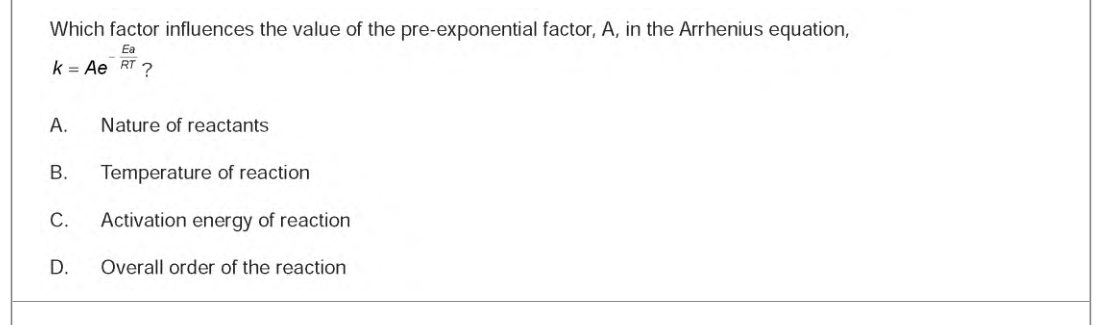 Which factor influences the value of the pre-exponential factor, A, in the Arrhenius equation,
k = Ae^(-Ea/RT) ?
A. Nature of reactants
B. Temperature of reaction
C. Activation energy of reaction
D. Overall order of the reaction